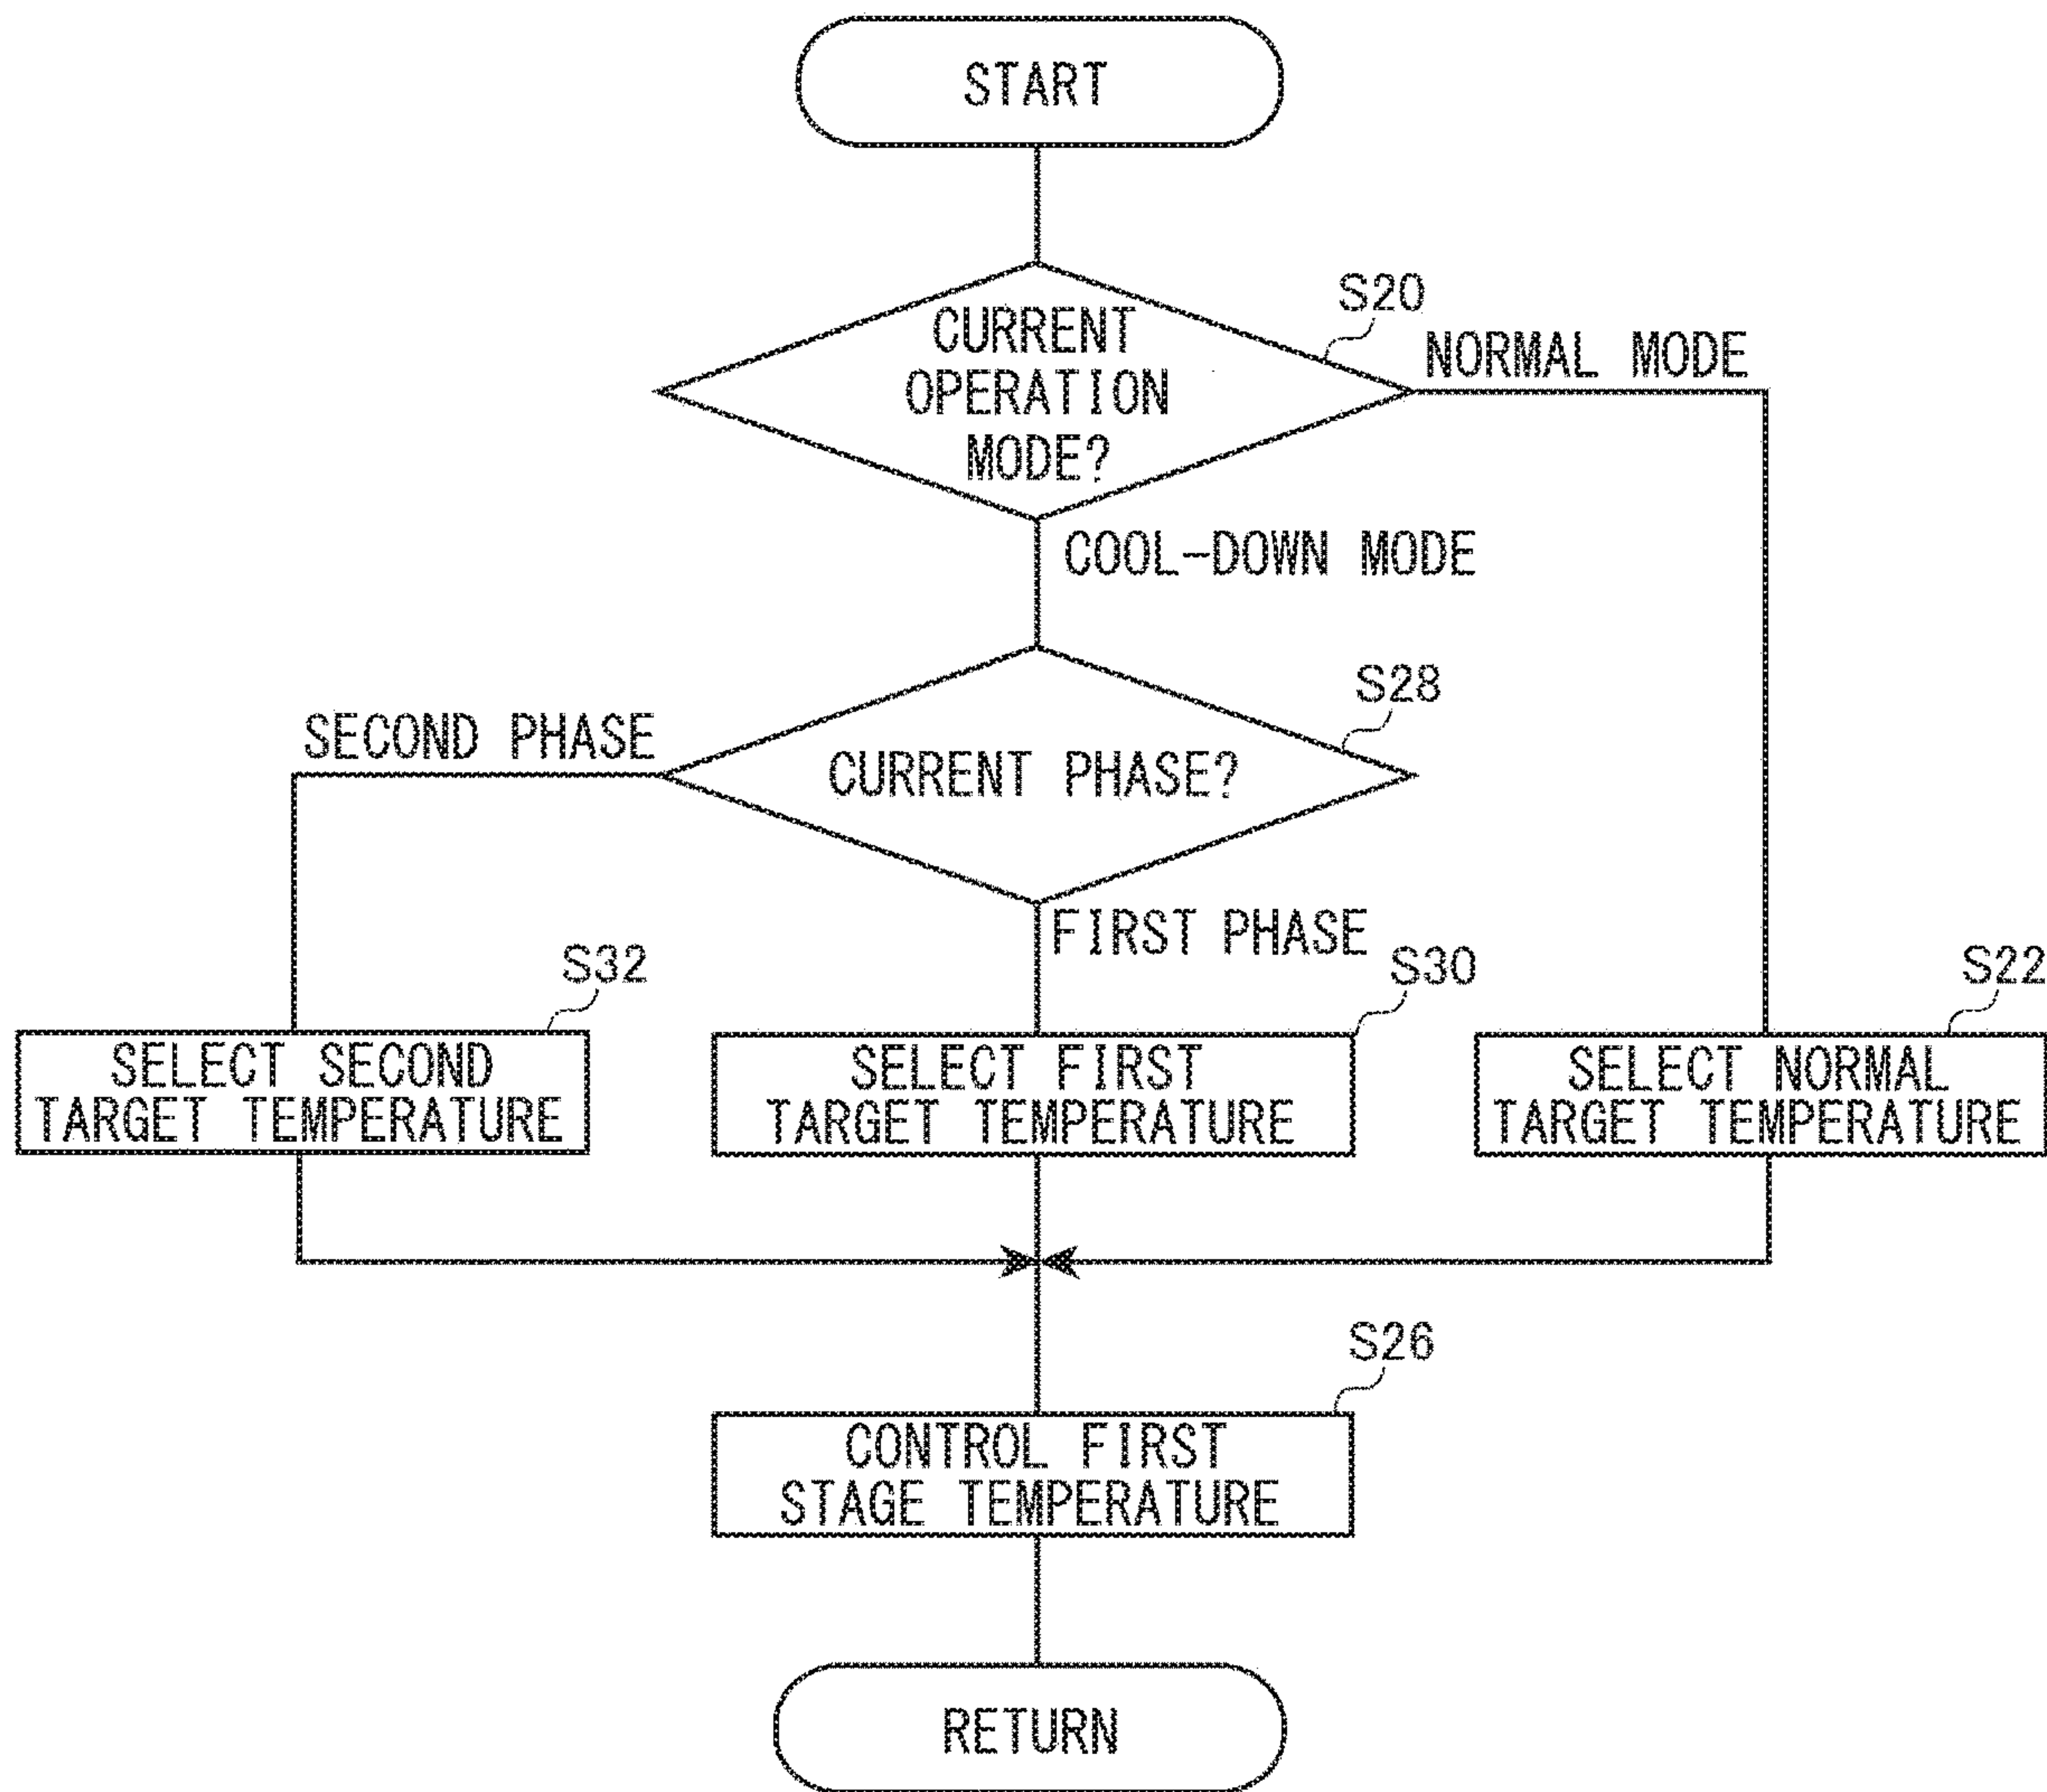 START
S20
CURRENT
OPERATION
MODE?
NORMAL MODE
COOL-DOWN MODE
S28
SECOND PHASE
CURRENT PHASE?
FIRST PHASE
S32
SELECT SECOND
TARGET TEMPERATURE
S30
SELECT FIRST
TARGET TEMPERATURE
S22
SELECT NORMAL
TARGET TEMPERATURE
S26
CONTROL FIRST
STAGE TEMPERATURE
RETURN